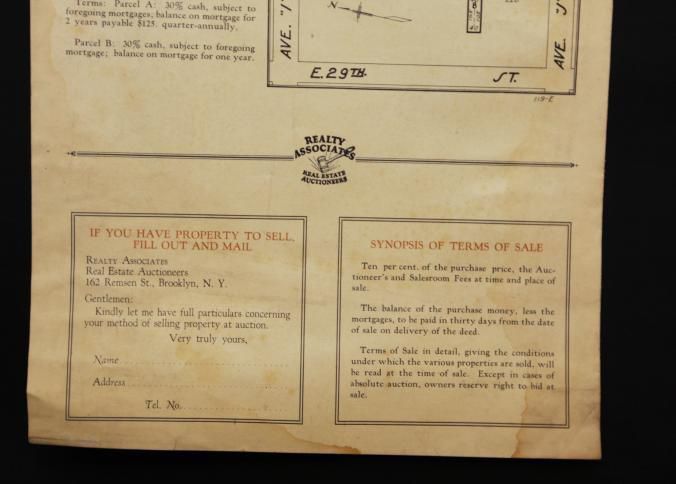 Terms: Parcel A: 30% cash, subject to
foregoing mortgages; balance on mortgage for
2 years payable $125. quarter-annually.
Parcel B: 30% cash, subject to foregoing
mortgage; balance on mortgage for one year.
AVE.
N
AVE.
E. 29TH.
ST.
119-E
REALTY
ASSOCIATES
REAL ESTATE
AUCTIONEERS
IF YOU HAVE PROPERTY TO SELL,
FILL OUT AND MAIL
REALTY ASSOCIATES
Real Estate Auctioneers
162 Remsen St., Brooklyn, N. Y.
Gentlemen:
Kindly let me have full particulars concerning
your method of selling property at auction.
Very truly yours,
Name
Address
Tel. No.
SYNOPSIS OF TERMS OF SALE
Ten per cent. of the purchase price, the Auc-
tioneer's and Salesroom Fees at time and place of
sale.
The balance of the purchase money, less the
mortgages, to be paid in thirty days from the date
of sale on delivery of the deed.
Terms of Sale in detail, giving the conditions
under which the various properties are sold, will
be read at the time of sale. Except in cases of
absolute auction, owners reserve right to bid at
sale.